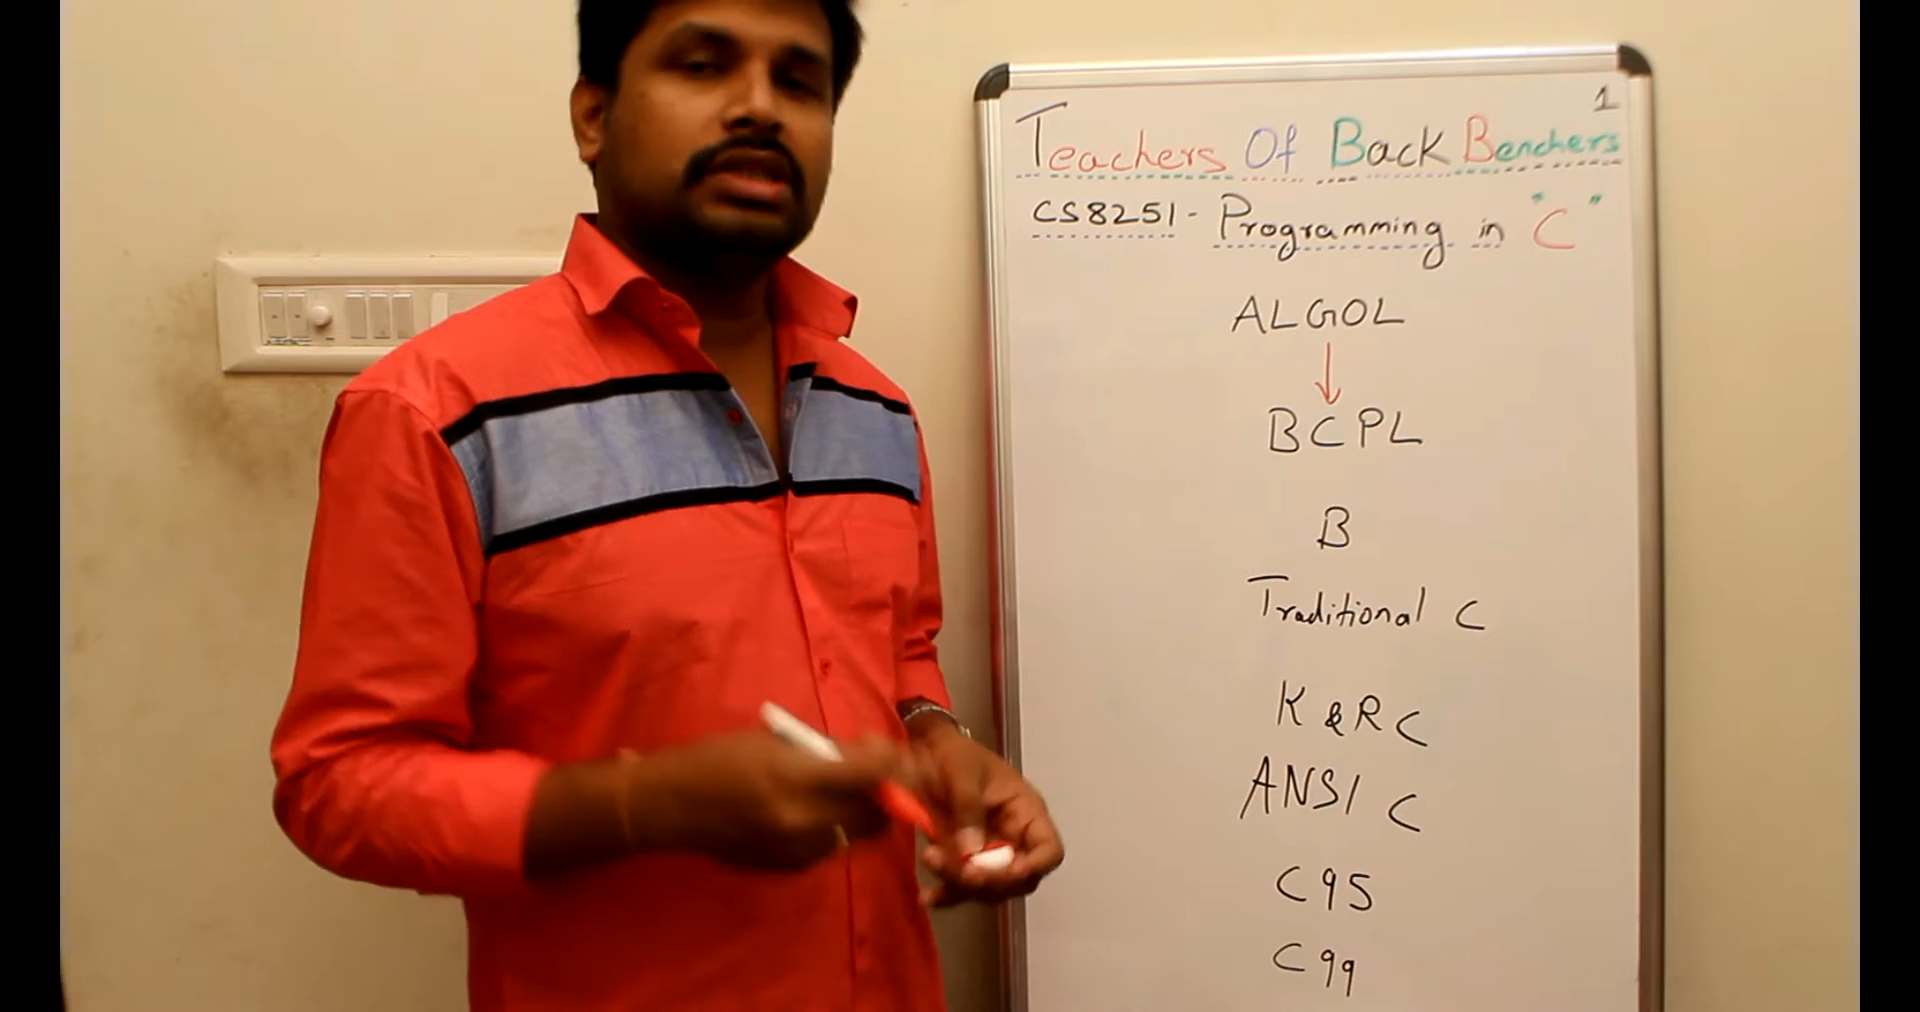 1
Teachers Of Back Benchers
CS8251 - Programming in "C"
ALGOL
BCPL
B
Traditional C
K & R C
ANSI C
C95
C99